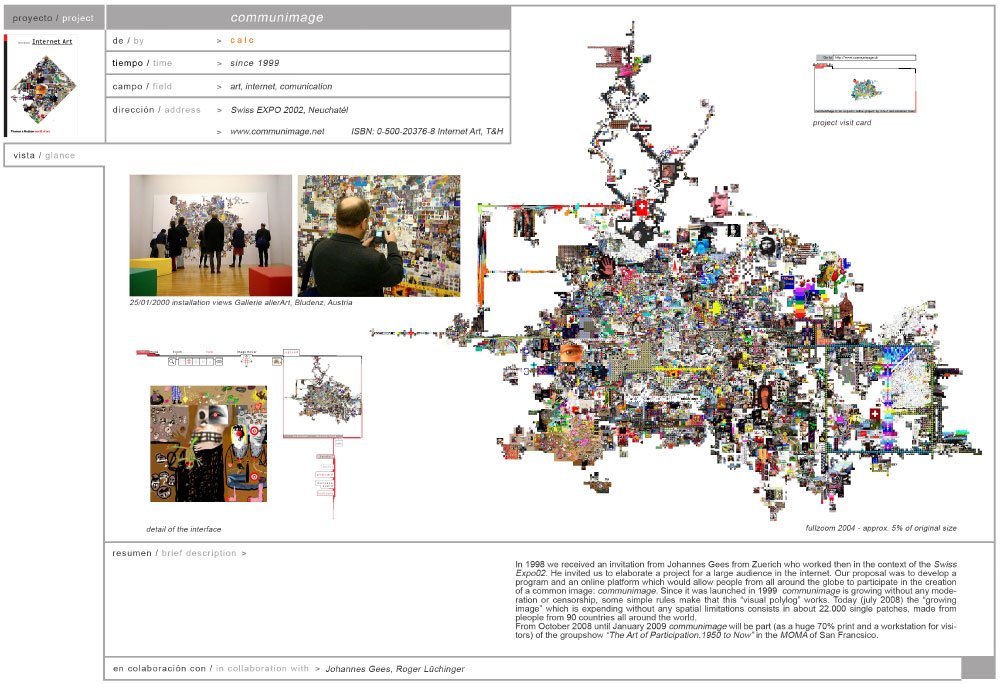 proyecto / project
communimage
Internet Art
de / by > calc
tiempo / time > since 1999
campo / field > art, internet, comunication
dirección / address > Swiss EXPO 2002, Neuchatèl
> www.communimage.net ISBN: 0-500-20376-8 Internet Art, T&H
vista / glance
project visit card
25/01/2000 installation views Gallerie allerArt, Bludenz, Austria
detail of the interface
fullzoom 2004 - approx. 5% of original size
resumen / brief description >
In 1998 we received an invitation from Johannes Gees from Zuerich who worked then in the context of the Swiss
Expo02. He invited us to elaborate a project for a large audience in the internet. Our proposal was to develop a
program and an online platform which would allow people from all around the globe to participate in the creation
of a common image: communimage. Since it was launched in 1999 communimage is growing without any mode-
ration or censorship, some simple rules make that this "visual polylog" works. Today (july 2008) the "growing
image" which is expending without any spatial limitations consists in about 22.000 single patches, made from
pleople from 90 countries all around the world.
From October 2008 until January 2009 communimage will be part (as a huge 70% print and a workstation for visi-
tors) of the groupshow "The Art of Participation.1950 to Now" in the MOMA of San Francsico.
en colaboración con / in collaboration with > Johannes Gees, Roger Lüchinger